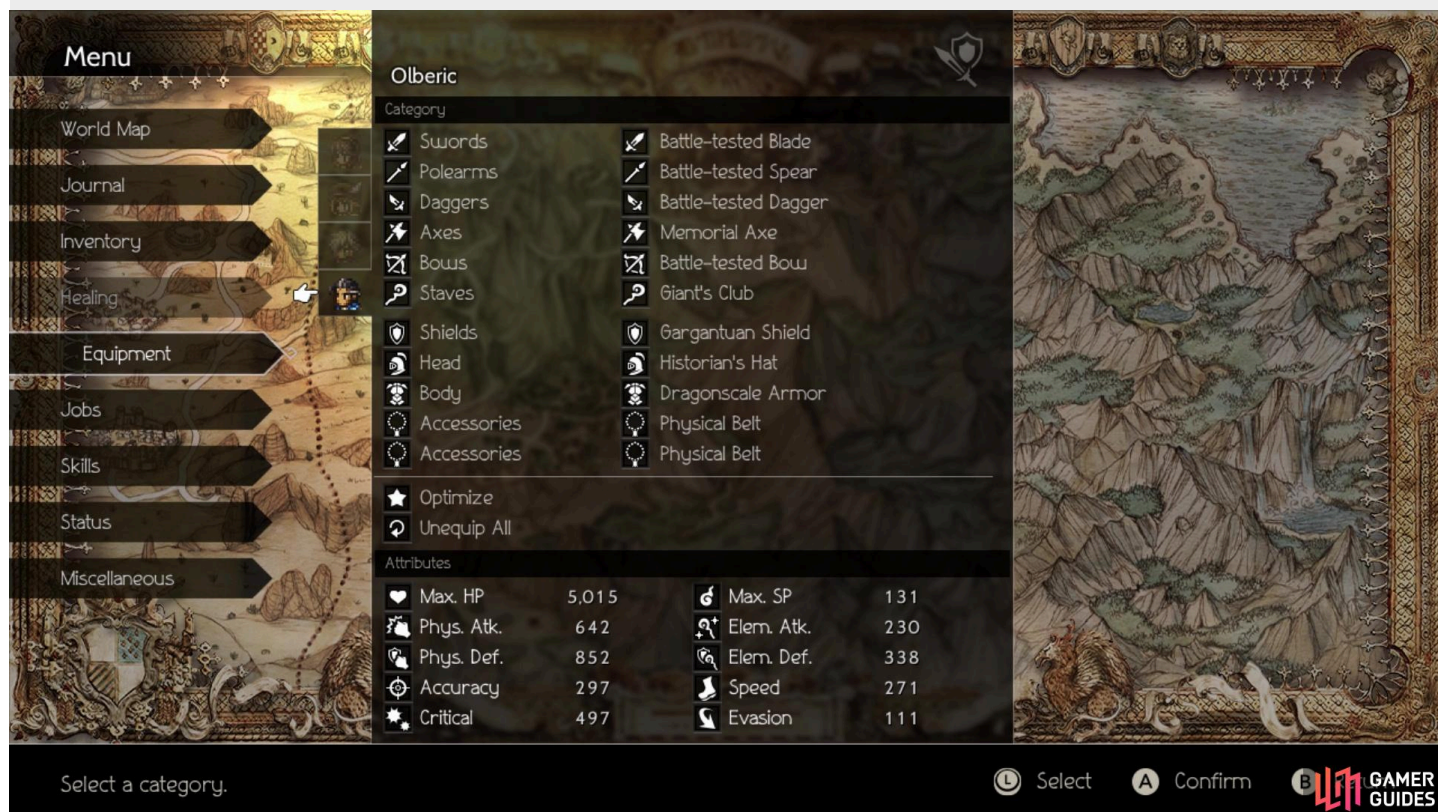 Menu
World Map
Journal
Inventory
Healing
Equipment
Jobs
Skills
Status
Miscellaneous
Olberic
Category
Swords Battle-tested Blade
Polearms Battle-tested Spear
Daggers Battle-tested Dagger
Axes Memorial Axe
Bows Battle-tested Bow
Staves Giant's Club
Shields Gargantuan Shield
Head Historian's Hat
Body Dragonscale Armor
Accessories Physical Belt
Accessories Physical Belt
Optimize
Unequip All
Attributes
Max. HP 5,015 Max. SP 131
Phys. Atk. 642 Elem. Atk. 230
Phys. Def. 852 Elem. Def. 338
Accuracy 297 Speed 271
Critical 497 Evasion 111
Select a category.
L Select A Confirm B
GAMER
GUIDES